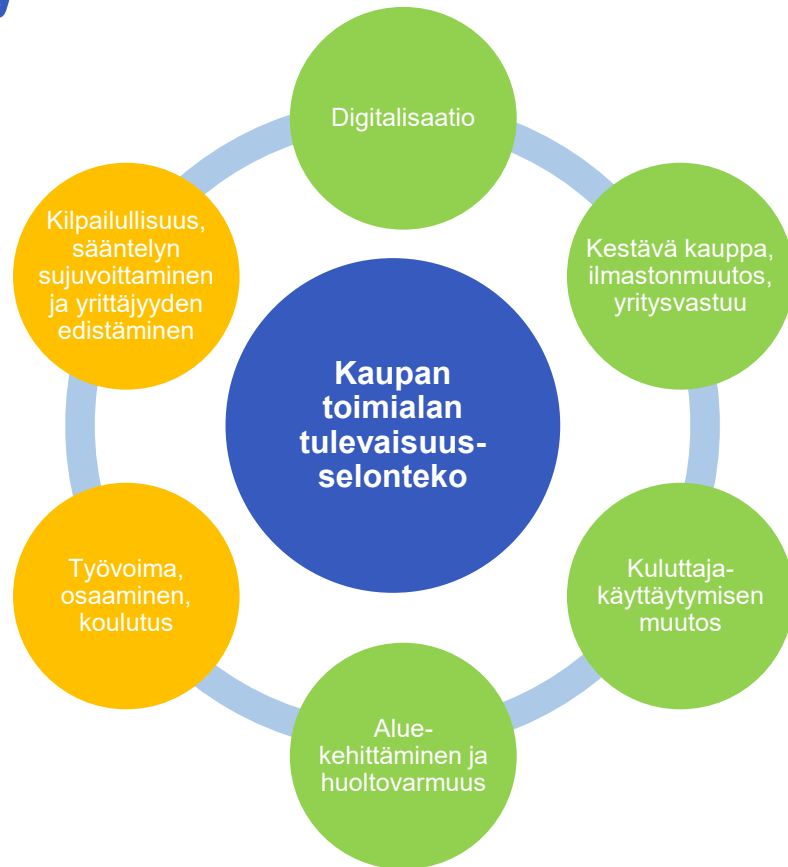 Digitalisaatio
Kestävä kauppa,
ilmastonmuutos,
yritysvastuu
Kuluttaja-
käyttäytymisen
muutos
Alue-
kehittäminen ja
huoltovarmuus
Työvoima,
osaaminen,
koulutus
Kilpailullisuus,
sääntelyn
sujuvoittaminen
ja yrittäjyyden
edistäminen
Kaupan
toimialan
tulevaisuus-
selonteko